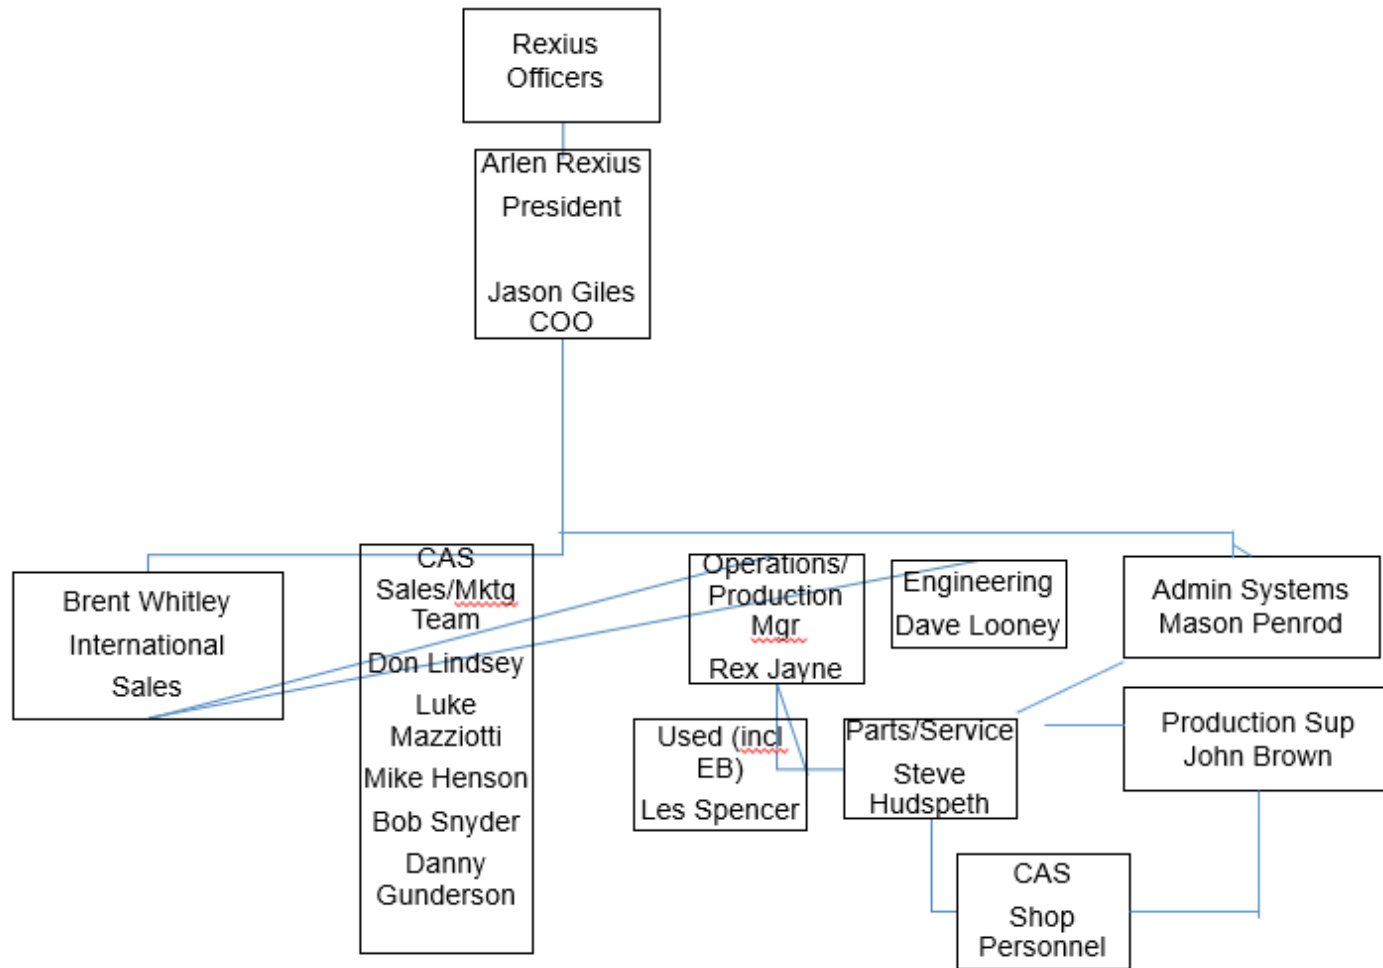 Rexius
Officers
Arlen Rexius
President
Jason Giles
COO
Brent Whitley
International
Sales
CAS
Sales/Mktg
Team
Don Lindsey
Luke
Mazziotti
Mike Henson
Bob Snyder
Danny
Gunderson
Operations/
Production
Mgr
Rex Jayne
Engineering
Dave Looney
Admin Systems
Mason Penrod
Used (incl
EB)
Les Spencer
Parts/Service
Steve
Hudspeth
Production Sup
John Brown
CAS
Shop
Personnel